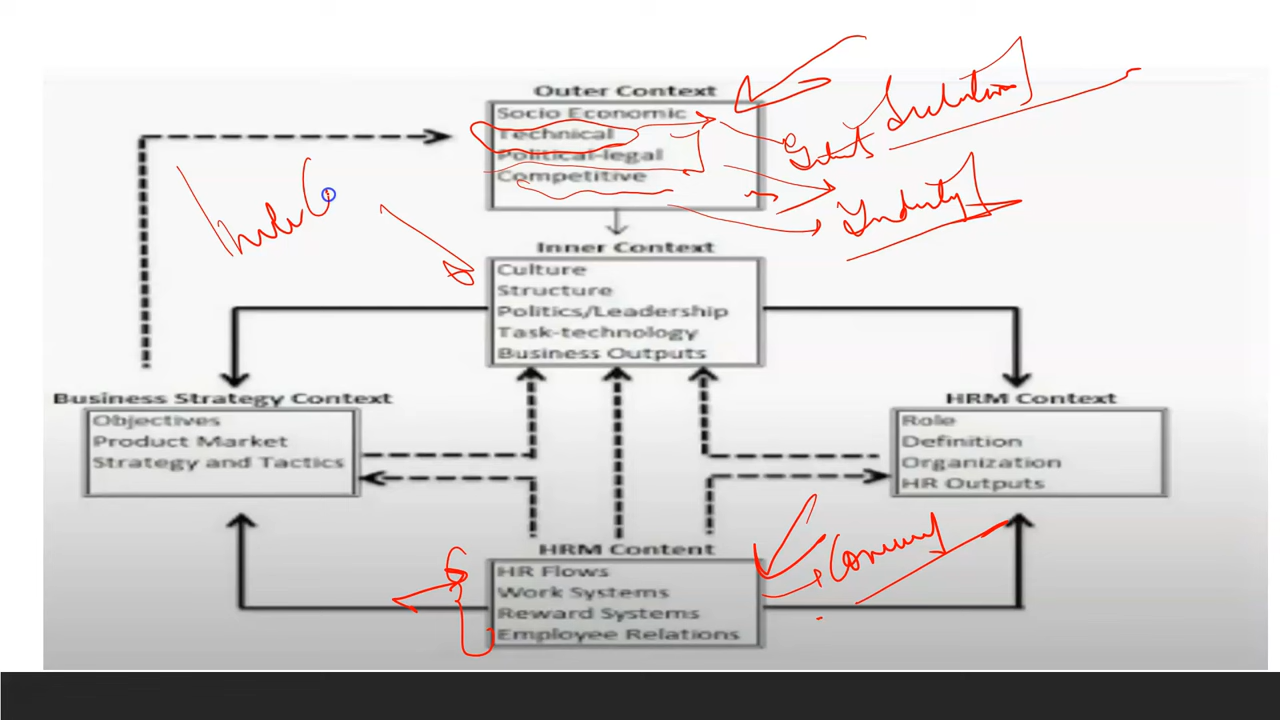 Outer Context
Socio Economic
Technical
Political-legal
Competitive
Industry
Inner Context
Culture
Structure
Politics/Leadership
Task-technology
Business Outputs
Business Strategy Context
Objectives
Product Market
Strategy and Tactics
HRM Context
Role
Definition
Organization
HR Outputs
HRM Content
HR Flows
Work Systems
Reward Systems
Employee Relations